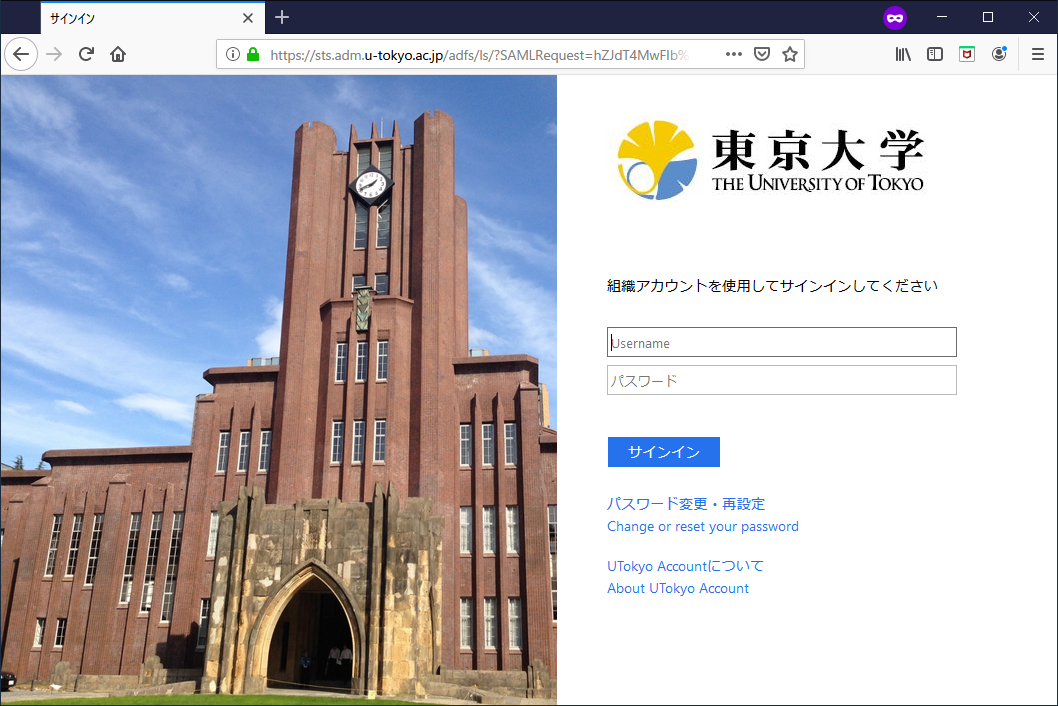 サインイン
https://sts.adm.u-tokyo.ac.jp/adfs/ls/?SAMLRequest=hZJdT4MwFIb%
東京大学
THE UNIVERSITY OF TOKYO
組織アカウントを使用してサインインしてください
Username
パスワード
サインイン
パスワード変更・再設定
Change or reset your password
UTokyo Accountについて
About UTokyo Account